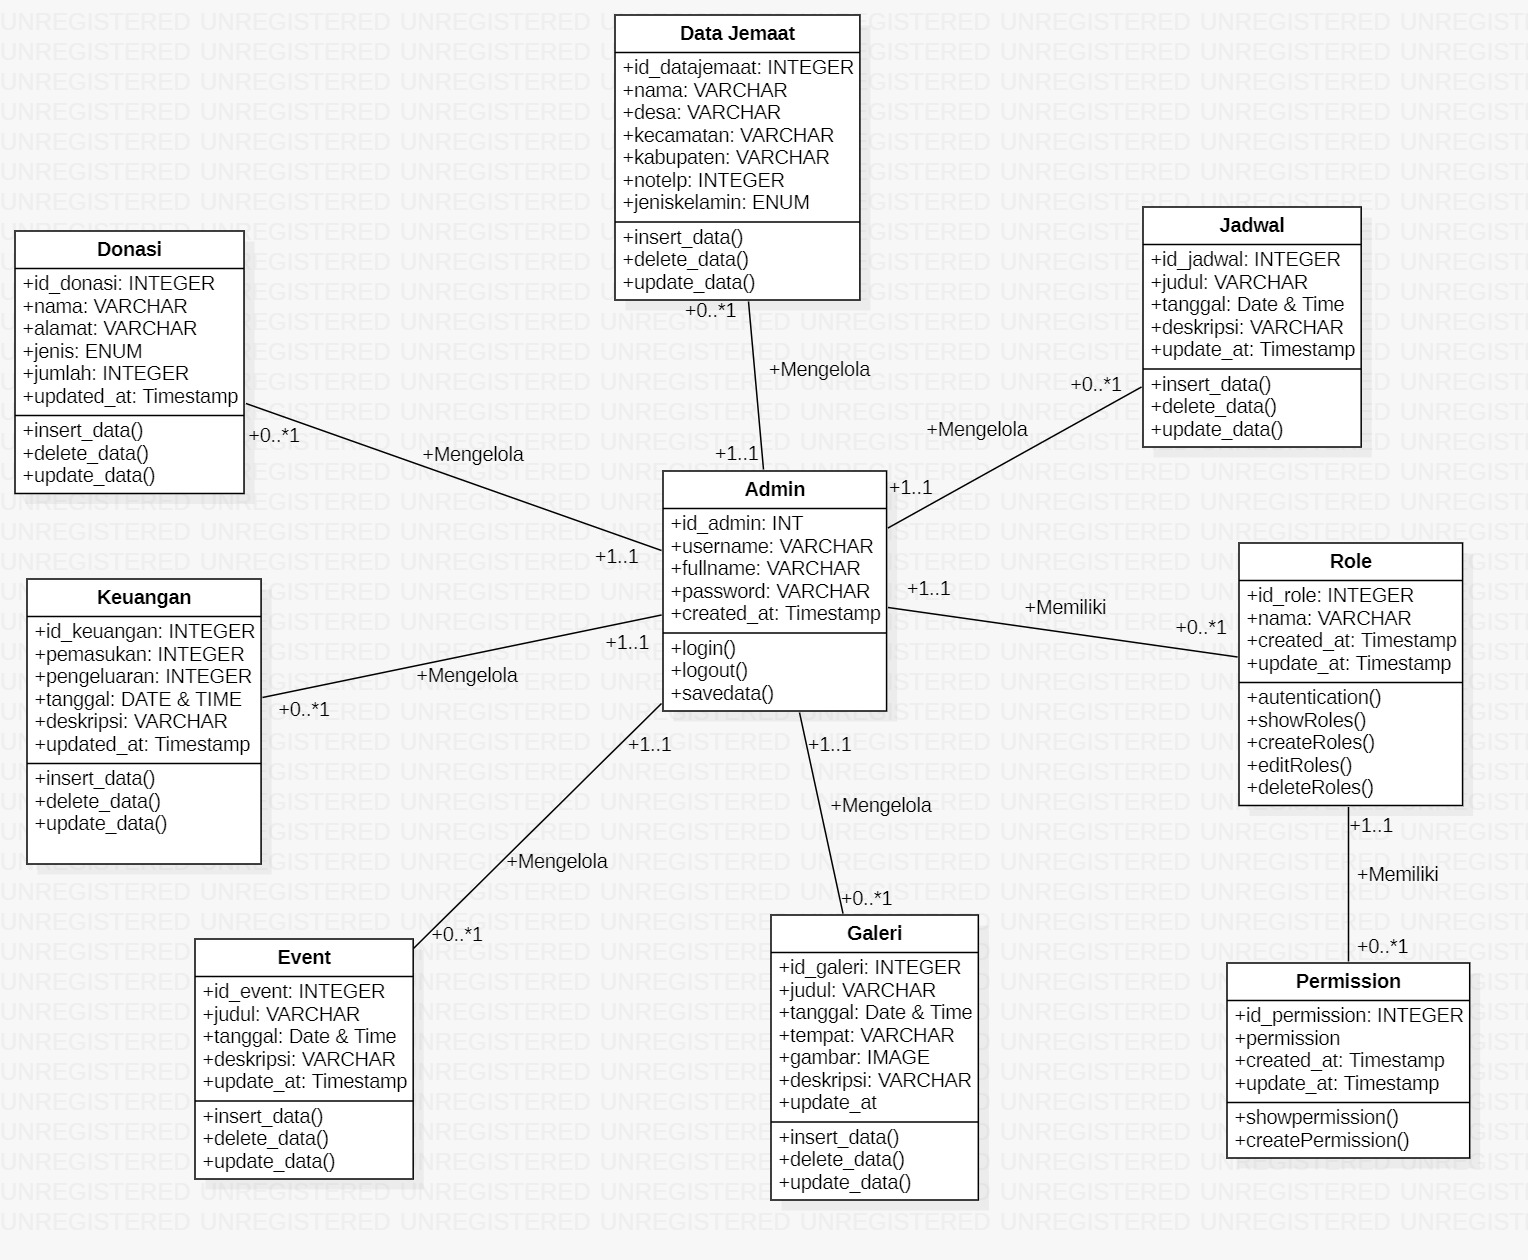 Data Jemaat
+id_datajemaat: INTEGER
+nama: VARCHAR
+desa: VARCHAR
+kecamatan: VARCHAR
+kabupaten: VARCHAR
+notelp: INTEGER
+jeniskelamin: ENUM
+insert_data()
+delete_data()
+update_data()
+0..*1
+Mengelola
+1..1
Donasi
+id_donasi: INTEGER
+nama: VARCHAR
+alamat: VARCHAR
+jenis: ENUM
+jumlah: INTEGER
+updated_at: Timestamp
+insert_data()
+delete_data()
+update_data()
+0..*1
+Mengelola
+1..1
Jadwal
+id_jadwal: INTEGER
+judul: VARCHAR
+tanggal: Date & Time
+deskripsi: VARCHAR
+update_at: Timestamp
+insert_data()
+delete_data()
+update_data()
+0..*1
+Mengelola
+1..1
Admin
+id_admin: INT
+username: VARCHAR
+fullname: VARCHAR
+password: VARCHAR
+created_at: Timestamp
+login()
+logout()
+savedata()
+1..1
+Memiliki
+0..*1
Role
+id_role: INTEGER
+nama: VARCHAR
+created_at: Timestamp
+update_at: Timestamp
+autentication()
+showRoles()
+createRoles()
+editRoles()
+deleteRoles()
Keuangan
+id_keuangan: INTEGER
+pemasukan: INTEGER
+pengeluaran: INTEGER
+tanggal: DATE & TIME
+deskripsi: VARCHAR
+updated_at: Timestamp
+insert_data()
+delete_data()
+update_data()
+1..1
+Mengelola
+0..*1
+1..1
+Mengelola
+0..*1
Event
+id_event: INTEGER
+judul: VARCHAR
+tanggal: Date & Time
+deskripsi: VARCHAR
+update_at: Timestamp
+insert_data()
+delete_data()
+update_data()
+1..1
+Mengelola
+0..*1
Galeri
+id_galeri: INTEGER
+judul: VARCHAR
+tanggal: Date & Time
+tempat: VARCHAR
+gambar: IMAGE
+deskripsi: VARCHAR
+update_at
+insert_data()
+delete_data()
+update_data()
+1..1
+Memiliki
+0..*1
Permission
+id_permission: INTEGER
+permission
+created_at: Timestamp
+update_at: Timestamp
+showpermission()
+createPermission()
UNREGISTERED